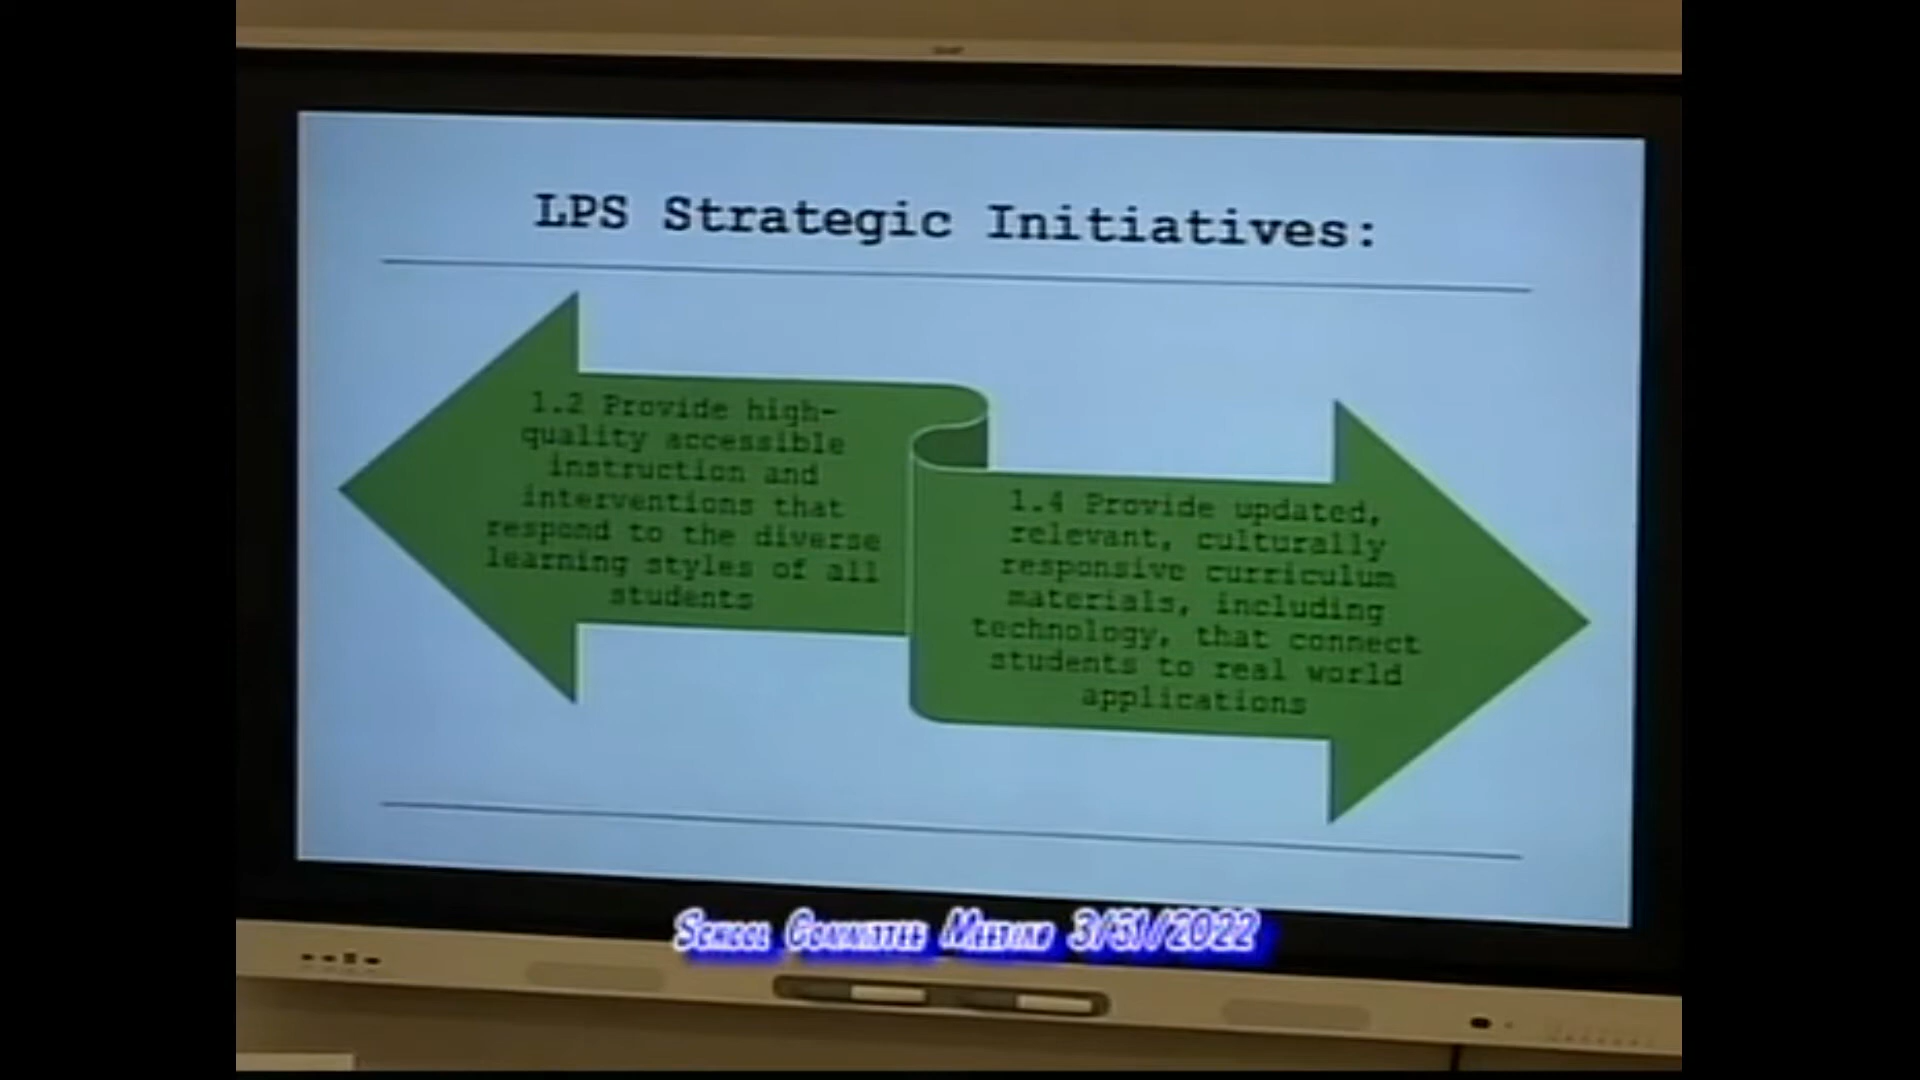 LPS Strategic Initiatives:
1.2 Provide high-
quality accessible
instruction and
interventions that
respond to the diverse
learning styles of all
students
1.4 Provide updated,
relevant, culturally
responsive curriculum
materials, including
technology, that connect
students to real world
applications
School Committee Meeting 3/31/2022